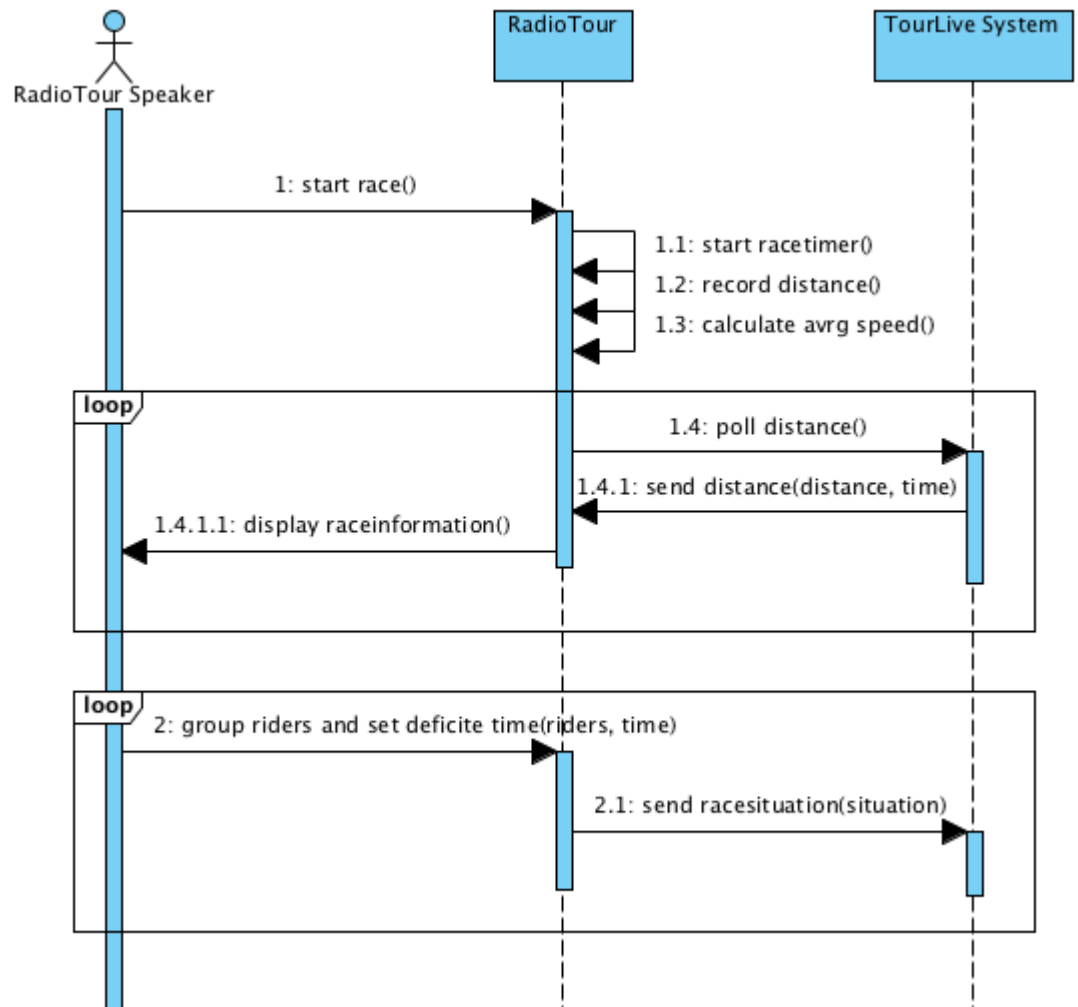 RadioTour
TourLive System
RadioTour Speaker
1: start race()
1.1: start racetimer()
1.2: record distance()
1.3: calculate avrg speed()
loop
1.4: poll distance()
1.4.1: send distance(distance, time)
1.4.1.1: display raceinformation()
loop
2: group riders and set deficite time(riders, time)
2.1: send racesituation(situation)